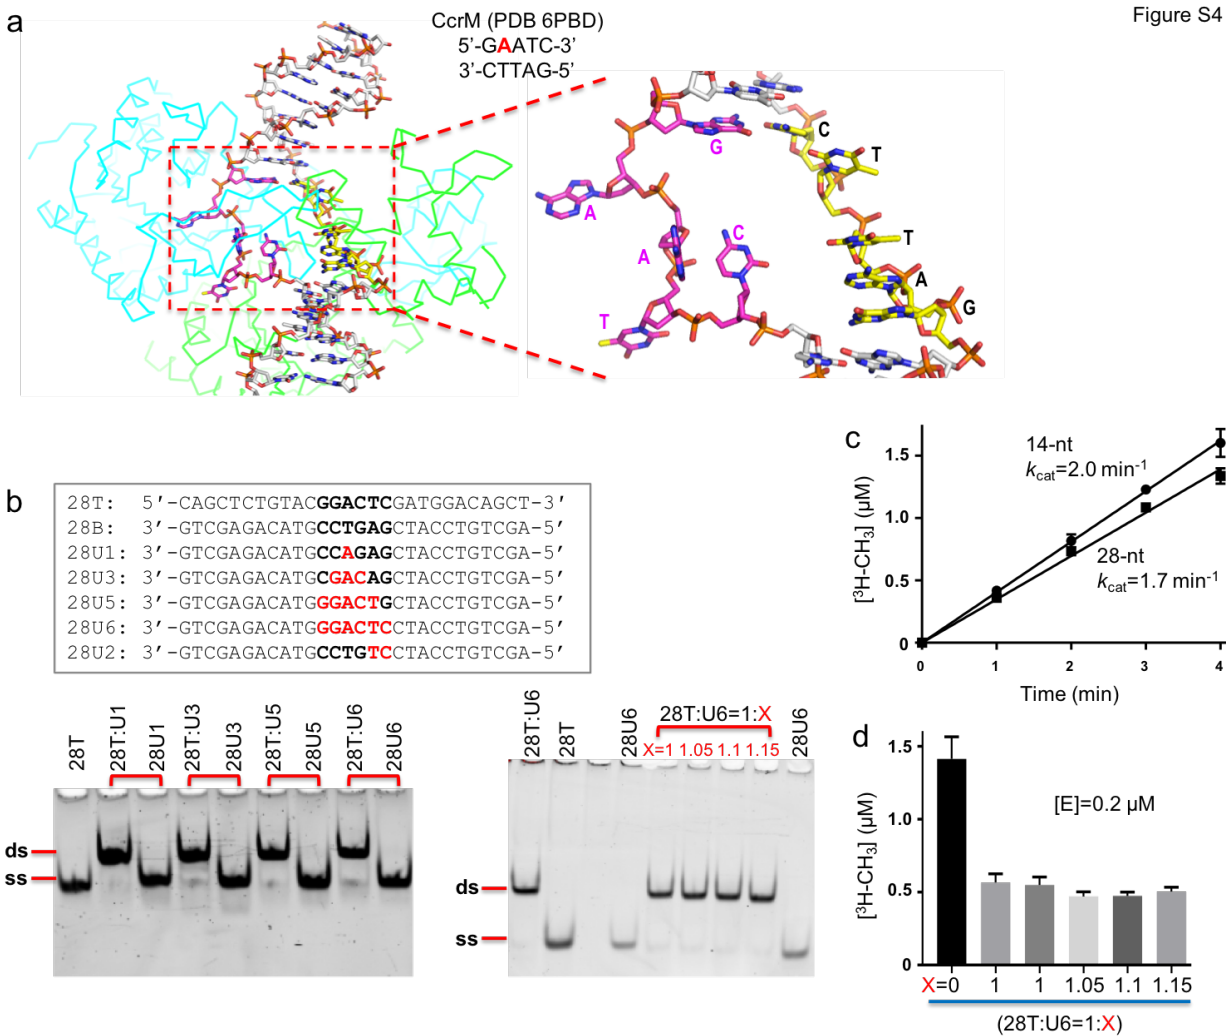 Figure S4
a
CcrM (PDB 6PBD)
5’-GAATC-3’
3’-CTTAG-5’
G
C
T
A
A
C
T
T
A
G
b
28T: 5′-CAGCTCTGTACGGACTCGATGGACAGCT-3′
28B: 3′-GTCGAGACATGCCTGAGCTACCTGTCGA-5′
28U1: 3′-GTCGAGACATGCCAGAGCTACCTGTCGA-5′
28U3: 3′-GTCGAGACATGCGACAGCTACCTGTCGA-5′
28U5: 3′-GTCGAGACATGGGACTGCTACCTGTCGA-5′
28U6: 3′-GTCGAGACATGGGACTCCTACCTGTCGA-5′
28U2: 3′-GTCGAGACATGCCTGTCCTACCTGTCGA-5′
28T
28T:U1
28U1
28T:U3
28U3
28T:U5
28U5
28T:U6
28U6
ds
ss
28T:U6
28T
28U6
28T:U6=1:X
X=1 1.05 1.1 1.15
28U6
ds
ss
c
[³H-CH₃] (µM)
1.5
1.0
0.5
0
14-nt
kcat=2.0 min⁻¹
28-nt
kcat=1.7 min⁻¹
0 1 2 3 4
Time (min)
d
[³H-CH₃] (µM)
1.5
1.0
0.5
0
[E]=0.2 µM
X=0 1 1 1.05 1.1 1.15
(28T:U6=1:X)